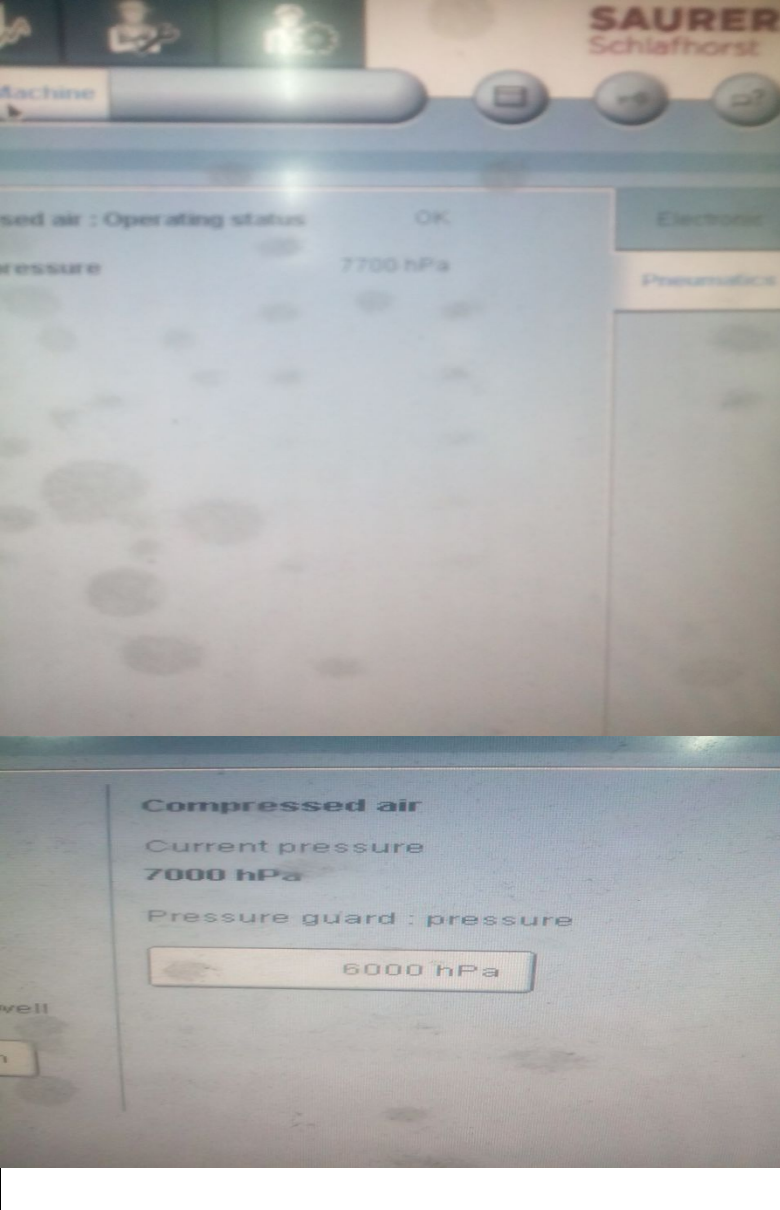 SAURER
Schlafhorst
Machine
sed air : Operating status OK
ressure 7700 hPa
Electronic
Pneumatics
Compressed air
Current pressure
7000 hPa
Pressure guard : pressure
6000 hPa
well
n